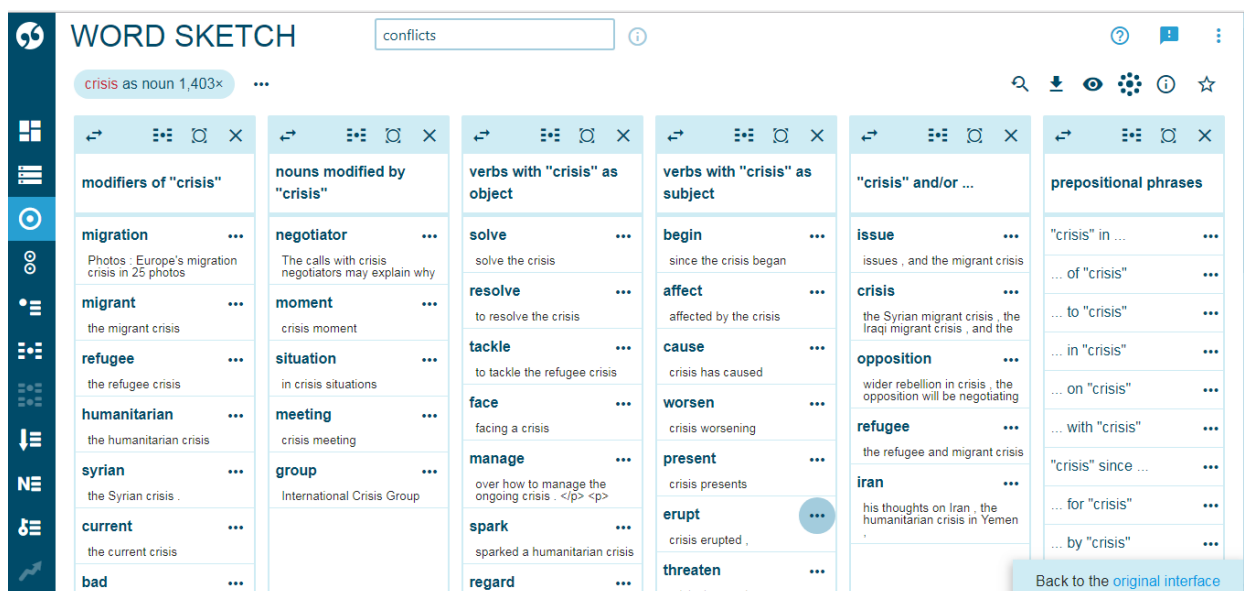 WORD SKETCH
conflicts
crisis as noun 1,403×
modifiers of "crisis"
migration
Photos : Europe's migration
crisis in 25 photos
migrant
the migrant crisis
refugee
the refugee crisis
humanitarian
the humanitarian crisis
syrian
the Syrian crisis .
current
the current crisis
bad
nouns modified by
"crisis"
negotiator
The calls with crisis
negotiators may explain why
moment
crisis moment
situation
in crisis situations
meeting
crisis meeting
group
International Crisis Group
verbs with "crisis" as
object
solve
solve the crisis
resolve
to resolve the crisis
tackle
to tackle the refugee crisis
face
facing a crisis
manage
over how to manage the
ongoing crisis . </p> <p>
spark
sparked a humanitarian crisis
regard
verbs with "crisis" as
subject
begin
since the crisis began
affect
affected by the crisis
cause
crisis has caused
worsen
crisis worsening
present
crisis presents
erupt
crisis erupted ,
threaten
"crisis" and/or ...
issue
issues , and the migrant crisis
crisis
the Syrian migrant crisis , the
Iraqi migrant crisis , and the
opposition
wider rebellion in crisis , the
opposition will be negotiating
refugee
the refugee and migrant crisis
iran
his thoughts on Iran , the
humanitarian crisis in Yemen
,
prepositional phrases
"crisis" in ...
... of "crisis"
... to "crisis"
... in "crisis"
... on "crisis"
... with "crisis"
"crisis" since ...
... for "crisis"
... by "crisis"
Back to the original interface